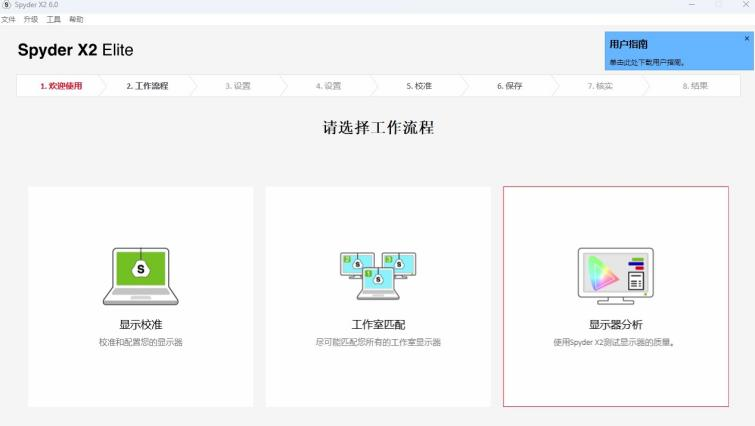 Spyder X2 6.0
文件 升级 工具 帮助
Spyder X2 Elite
用户指南
单击此处下载用户指南。
1. 欢迎使用 2. 工作流程 3. 设置 4. 设置 5. 校准 6. 保存 7. 核实 8. 结果
请选择工作流程
S
2 3
S S
1
S
显示校准 工作室匹配 显示器分析
校准和配置您的显示器 尽可能匹配您所有的工作室显示器 使用Spyder X2测试显示器的质量。